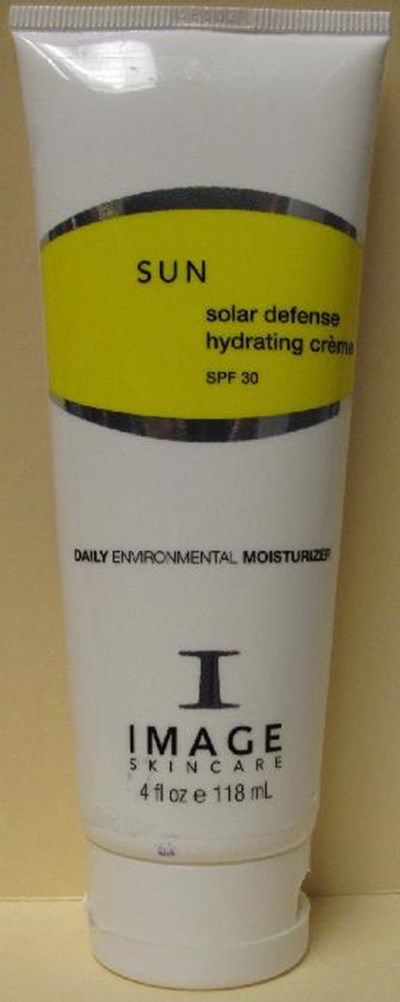 SUN
solar defense
hydrating crème
SPF 30
DAILY ENVIRONMENTAL MOISTURIZER
I
IMAGE
SKINCARE
4 fl oz e 118 mL